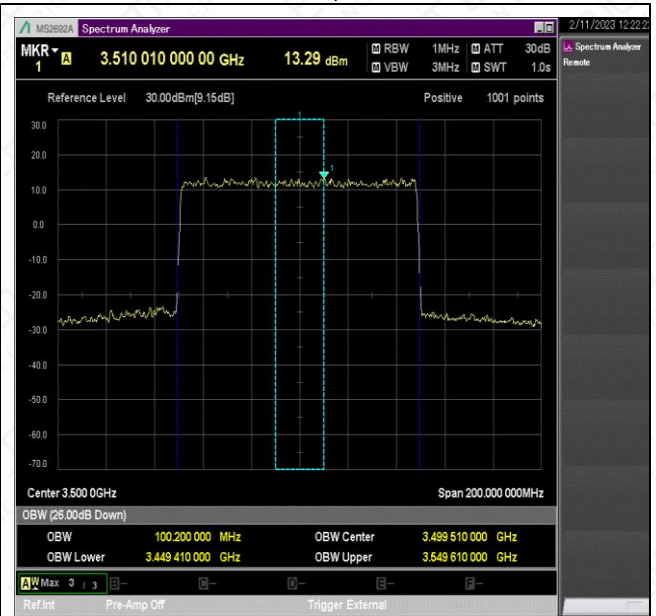 MS2692A Spectrum Analyzer
2/11/2023 12:22:2
MKR A 3.510 010 000 00 GHz 13.29 dBm M RBW 1MHz M ATT 30dB
1 M VBW 3MHz M SWT 1.0s
Spectrum Analyzer
Remote
Reference Level 30.00dBm[9.15dB] Positive 1001 points
1
30.0
20.0
1
10.0
0.0
-10.0
-20.0
-30.0
-40.0
-50.0
-60.0
-70.0
Center 3.500 0GHz Span 200.000 000MHz
OBW (26.00dB Down)
OBW 100.200 000 MHz OBW Center 3.499 510 000 GHz
OBW Lower 3.449 410 000 GHz OBW Upper 3.549 610 000 GHz
A W Max 3 / 3 B- C- D- E- F-
Ref.Int Pre-Amp Off Trigger External